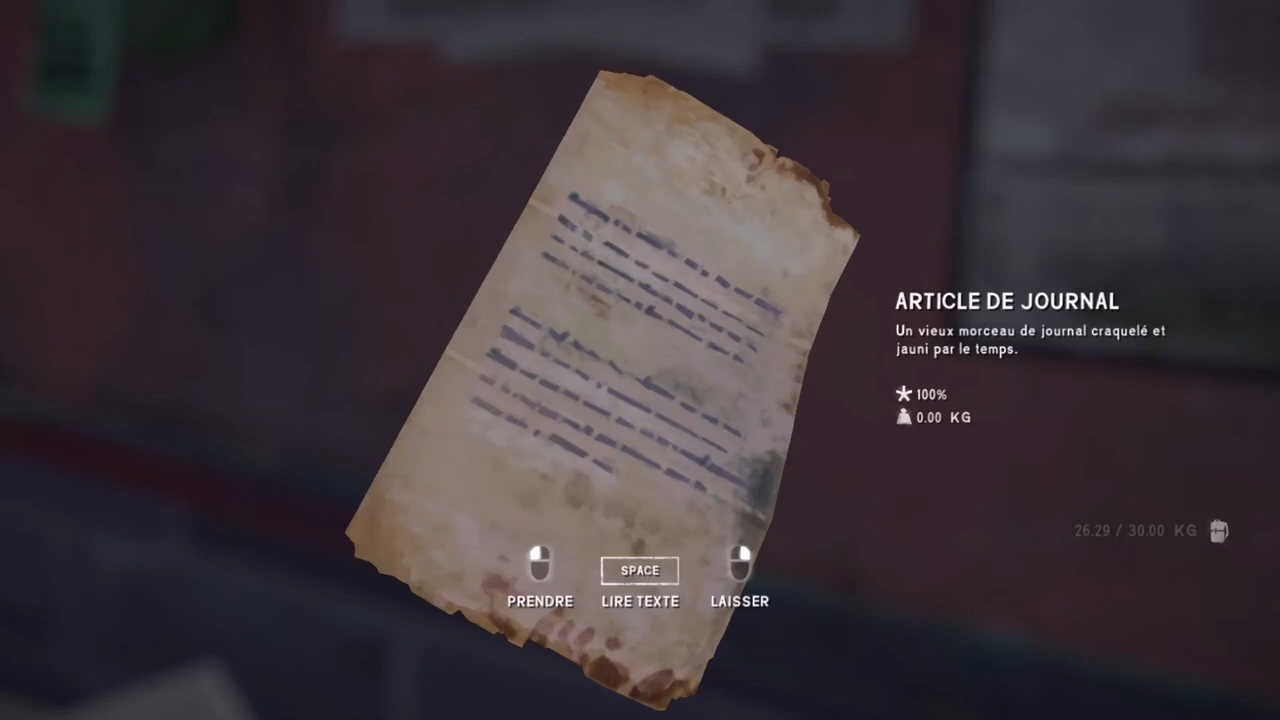 ARTICLE DE JOURNAL
Un vieux morceau de journal craquelé et
jauni par le temps.
100%
0.00 KG
26.29 / 30.00 KG
SPACE
PRENDRE
LIRE TEXTE
LAISSER